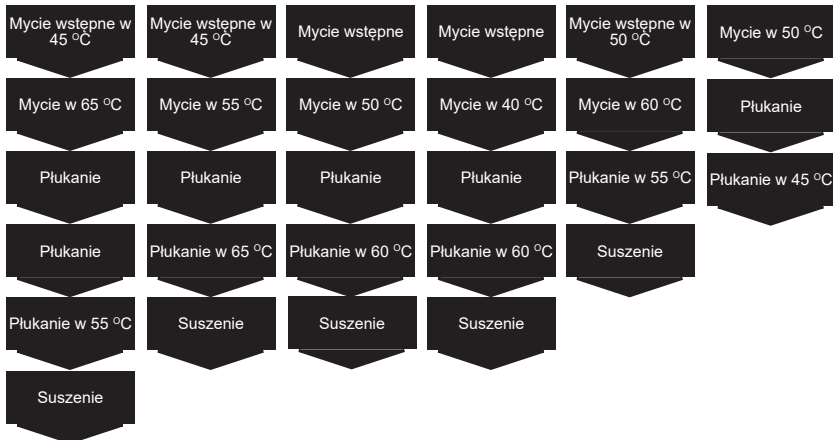 Mycie wstępne w
45 °C
Mycie w 65 °C
Płukanie
Płukanie
Płukanie w 55 °C
Suszenie
Mycie wstępne w
45 °C
Mycie w 55 °C
Płukanie
Płukanie w 65 °C
Suszenie
Mycie wstępne
Mycie w 50 °C
Płukanie
Płukanie w 60 °C
Suszenie
Mycie wstępne
Mycie w 40 °C
Płukanie
Płukanie w 60 °C
Suszenie
Mycie wstępne w
50 °C
Mycie w 60 °C
Płukanie w 55 °C
Suszenie
Mycie w 50 °C
Płukanie
Płukanie w 45 °C